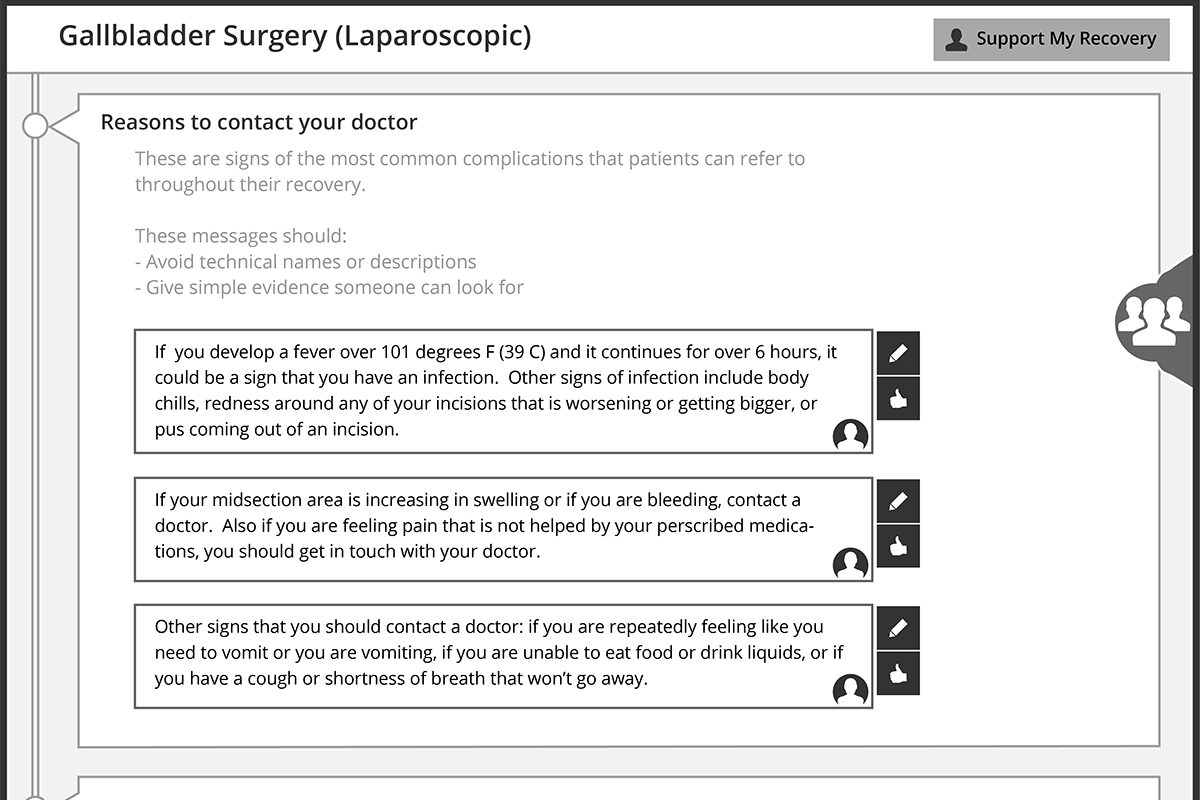 Gallbladder Surgery (Laparoscopic)
Support My Recovery
Reasons to contact your doctor
These are signs of the most common complications that patients can refer to
throughout their recovery.
These messages should:
- Avoid technical names or descriptions
- Give simple evidence someone can look for
If  you develop a fever over 101 degrees F (39 C) and it continues for over 6 hours, it
could be a sign that you have an infection.  Other signs of infection include body
chills, redness around any of your incisions that is worsening or getting bigger, or
pus coming out of an incision.
If your midsection area is increasing in swelling or if you are bleeding, contact a
doctor.  Also if you are feeling pain that is not helped by your perscribed medica-
tions, you should get in touch with your doctor.
Other signs that you should contact a doctor: if you are repeatedly feeling like you
need to vomit or you are vomiting, if you are unable to eat food or drink liquids, or if
you have a cough or shortness of breath that won’t go away.